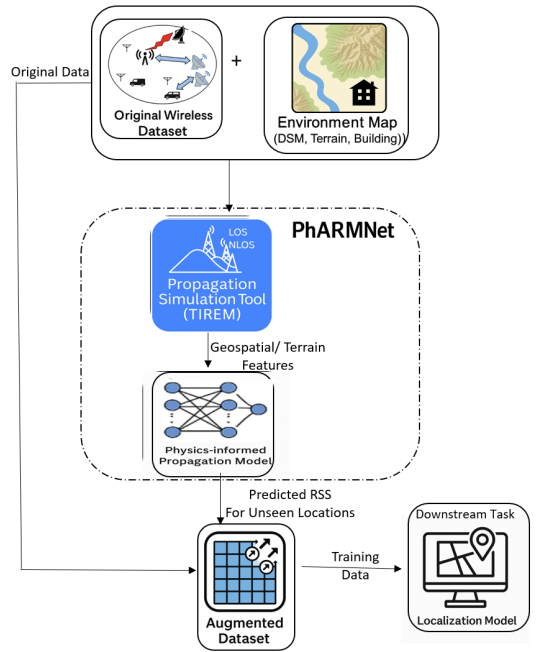 Original Data
Original Wireless
Dataset
+
Environment Map
(DSM, Terrain, Building))
PhARMNet
LOS
NLOS
Propagation
Simulation Tool
(TIREM)
Geospatial/ Terrain
Features
Physics-informed
Propagation Model
Predicted RSS
For Unseen Locations
Augmented
Dataset
Training
Data
Downstream Task
Localization Model